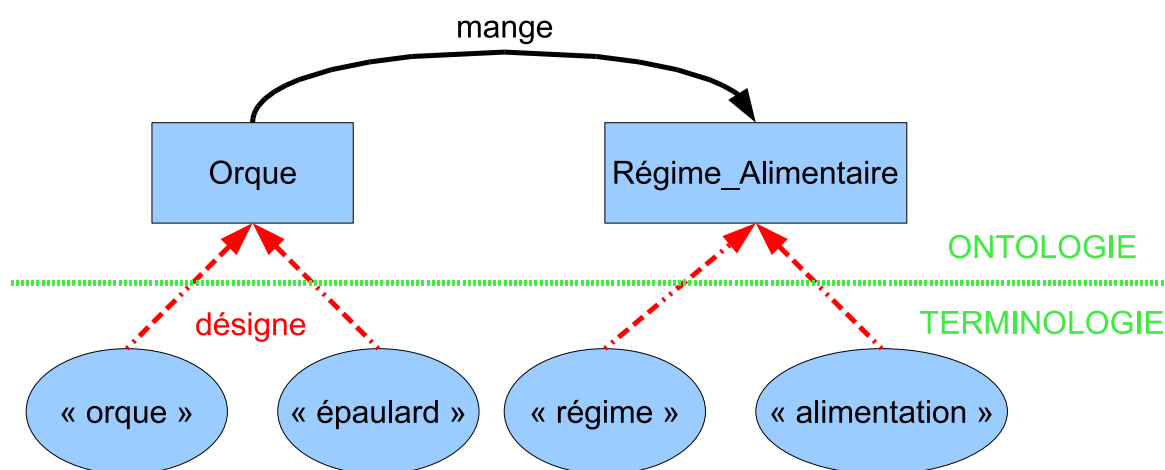 mange
Orque
Régime_Alimentaire
ONTOLOGIE
désigne
TERMINOLOGIE
« orque »
« épaulard »
« régime »
« alimentation »